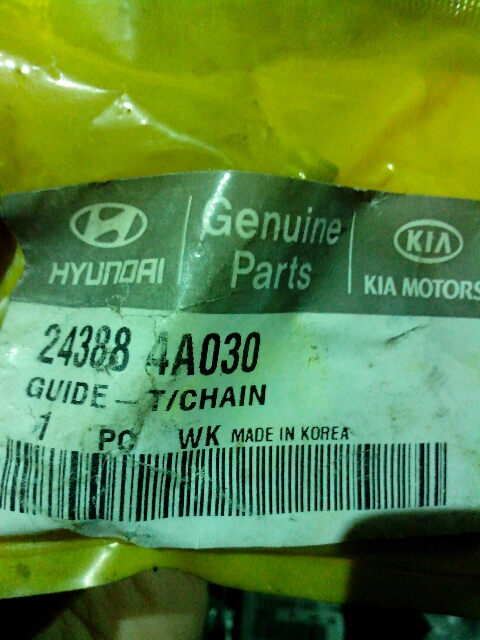 HYUNDAI
Genuine
Parts
KIA
KIA MOTORS
24388 4A030
GUIDE - T/CHAIN
1 PC WK MADE IN KOREA